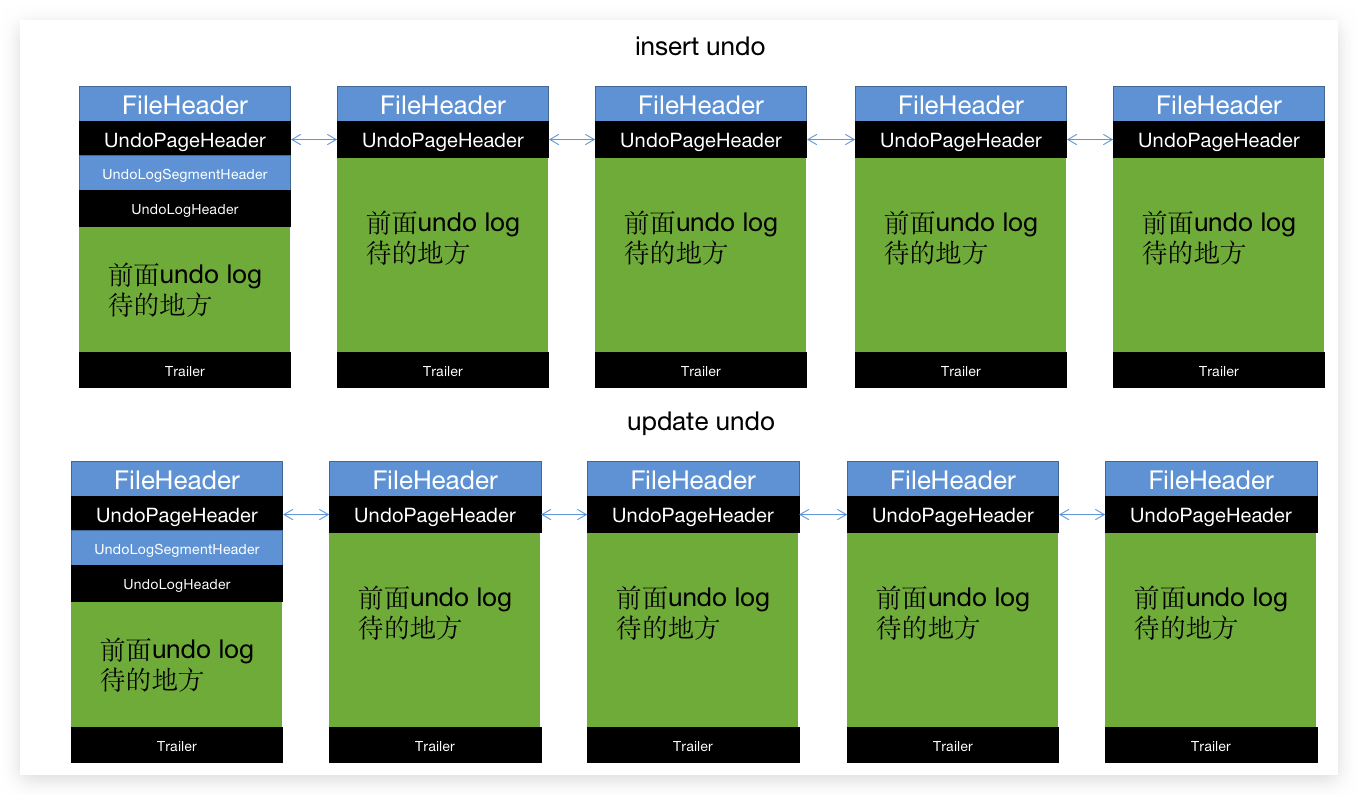 insert undo
FileHeader FileHeader FileHeader FileHeader FileHeader
UndoPageHeader UndoPageHeader UndoPageHeader UndoPageHeader UndoPageHeader
UndoLogSegmentHeader
UndoLogHeader
前面undo log 前面undo log 前面undo log 前面undo log
待的地方 待的地方 待的地方 待的地方
前面undo log
待的地方
Trailer Trailer Trailer Trailer Trailer
update undo
FileHeader FileHeader FileHeader FileHeader FileHeader
UndoPageHeader UndoPageHeader UndoPageHeader UndoPageHeader UndoPageHeader
UndoLogSegmentHeader
UndoLogHeader
前面undo log 前面undo log 前面undo log 前面undo log
待的地方 待的地方 待的地方 待的地方
前面undo log
待的地方
Trailer Trailer Trailer Trailer Trailer